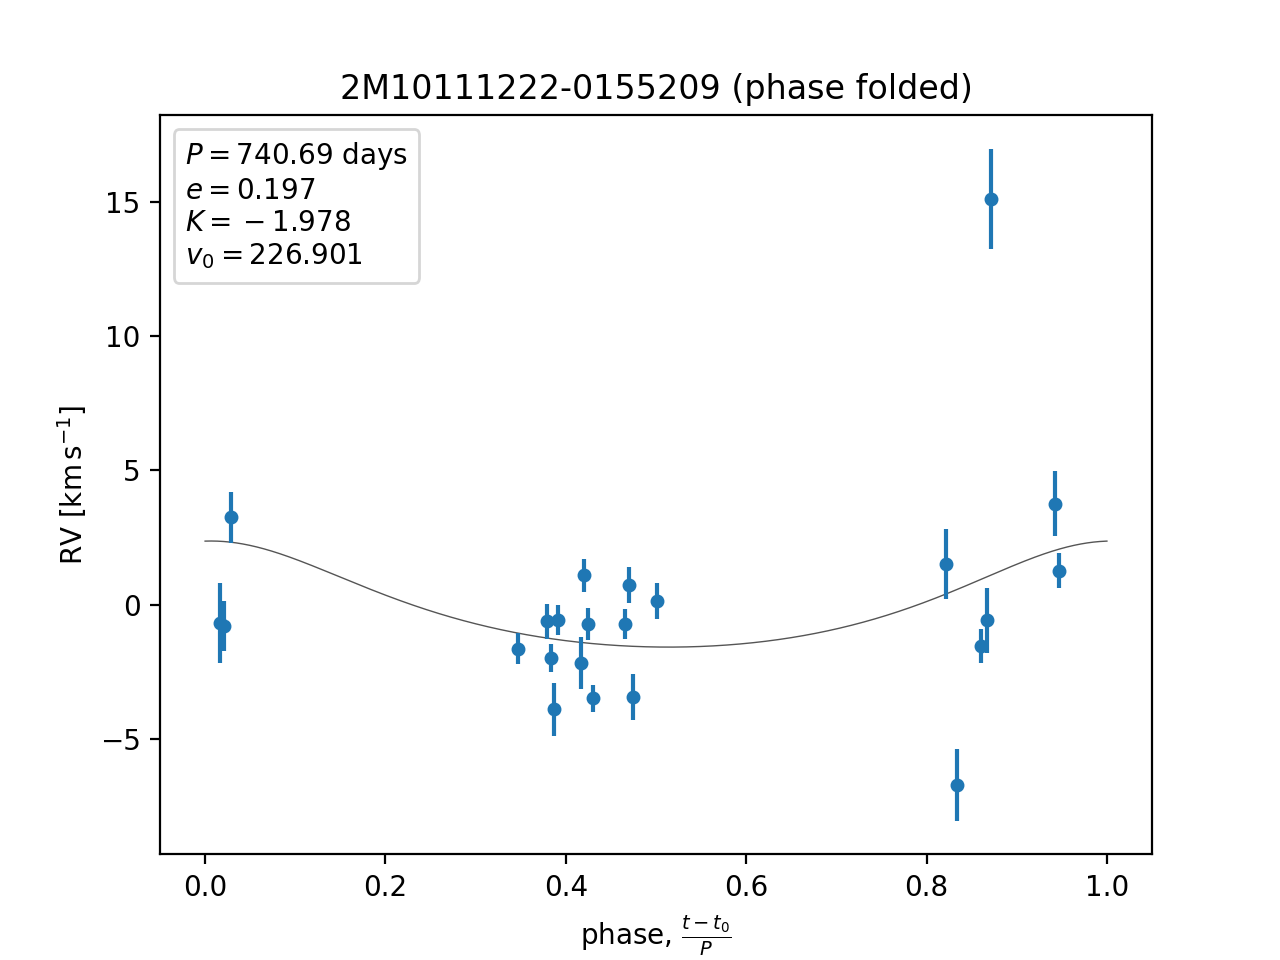 2M10111222-0155209 (phase folded)
P = 740.69 days
e = 0.197
K = −1.978
v₀ = 226.901
15
10
5
0
−5
RV [km s⁻¹]
0.0 0.2 0.4 0.6 0.8 1.0
phase, (t − t₀)/P